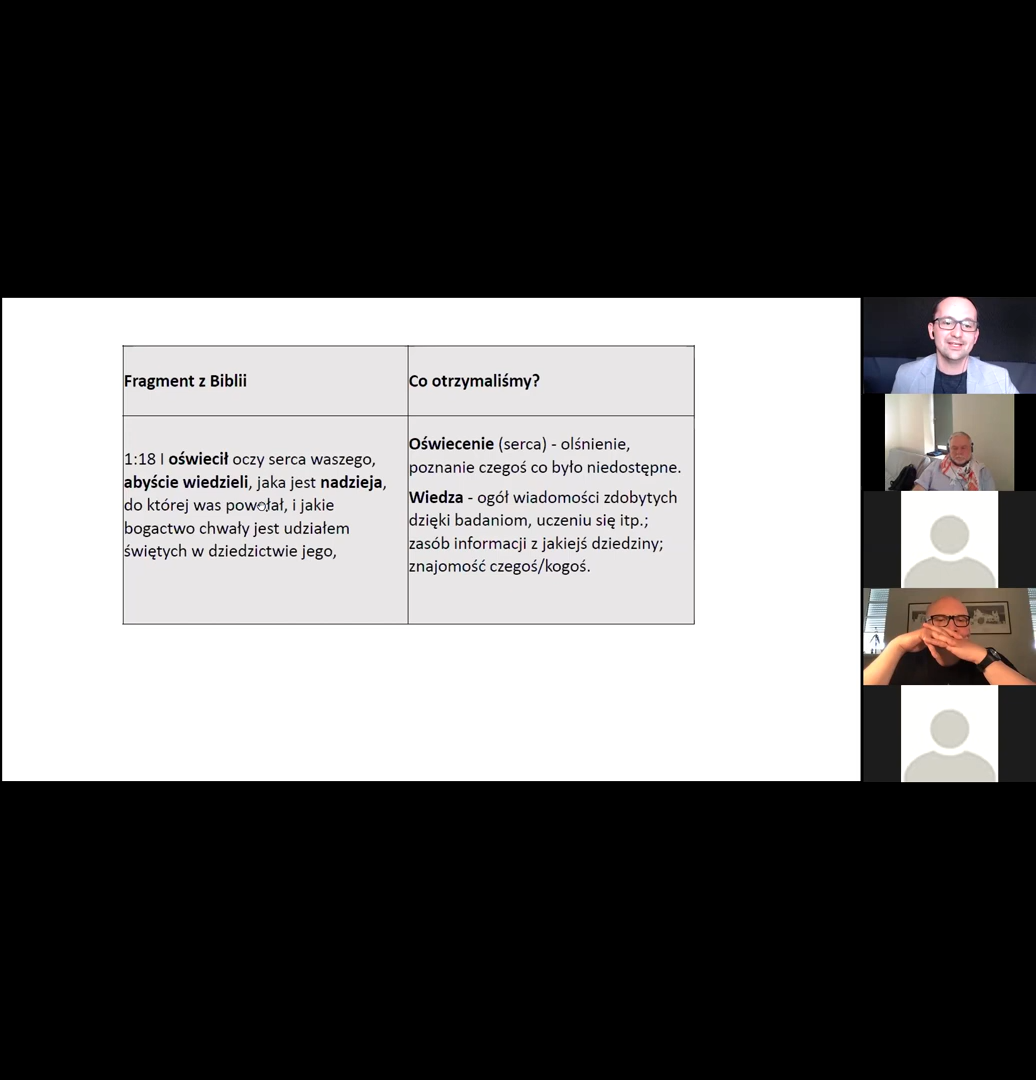 Fragment z Biblii
Co otrzymaliśmy?
1:18 I oświecił oczy serca waszego,
abyście wiedzieli, jaka jest nadzieja,
do której was powołał, i jakie
bogactwo chwały jest udziałem
świętych w dziedzictwie jego,
Oświecenie (serca) - olśnienie,
poznanie czegoś co było niedostępne.
Wiedza - ogół wiadomości zdobytych
dzięki badaniom, uczeniu się itp.;
zasób informacji z jakiejś dziedziny;
znajomość czegoś/kogoś.